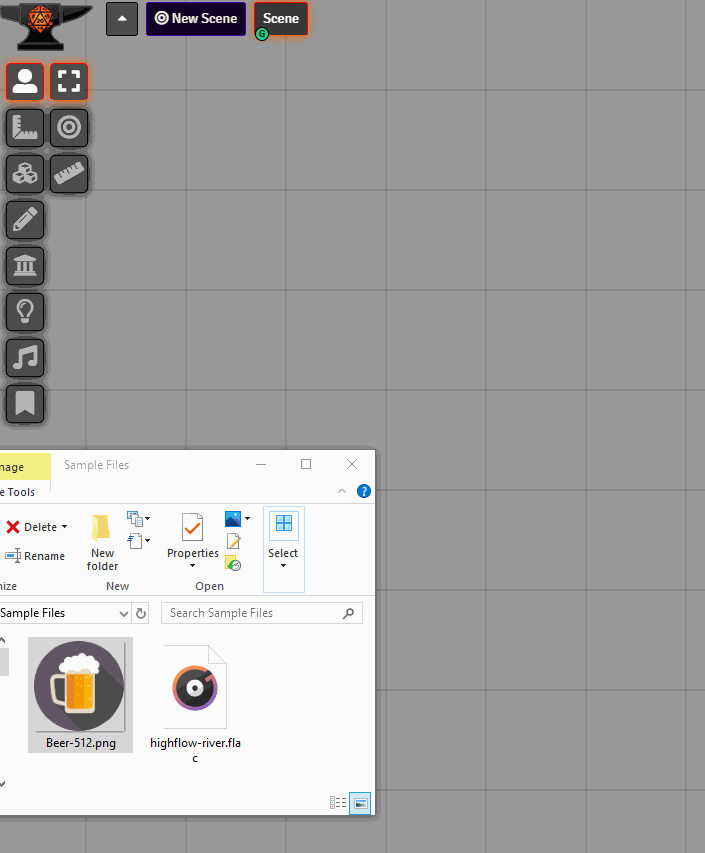 New Scene
Scene
G
nage
Sample Files
e Tools
?
Delete
Rename
New
folder
Properties
Select
nize
New
Open
Sample Files
Search Sample Files
Beer-512.png
highflow-river.fla
c